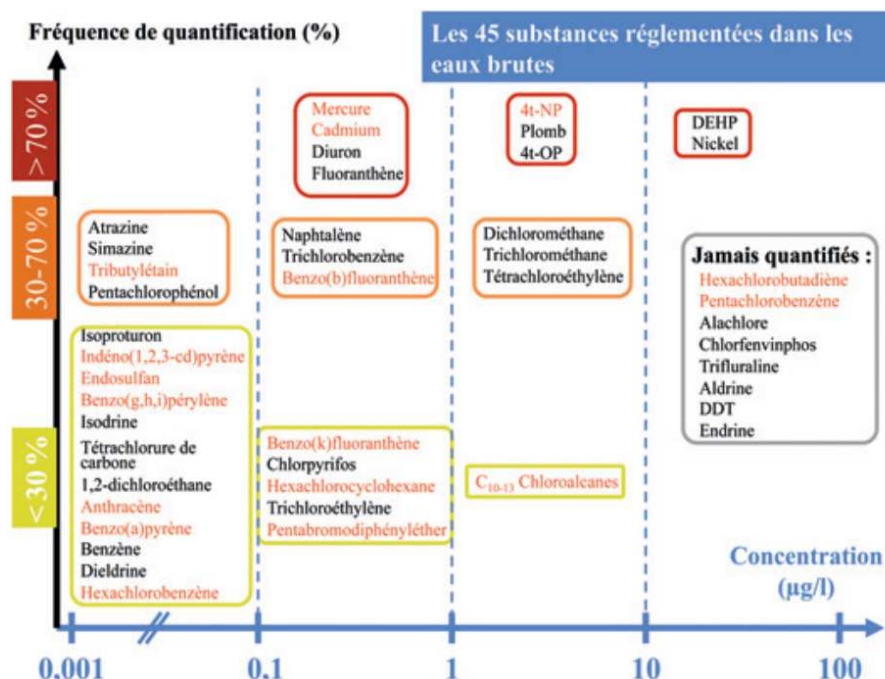 Fréquence de quantification (%)
Les 45 substances réglementées dans les
eaux brutes
> 70 %
Mercure
Cadmium
Diuron
Fluoranthène
4t-NP
Plomb
4t-OP
DEHP
Nickel
30-70 %
Atrazine
Simazine
Tributylétain
Pentachlorophénol
Naphtalène
Trichlorobenzène
Benzo(b)fluoranthène
Dichlorométhane
Trichlorométhane
Tétrachloroéthylène
Jamais quantifiés :
Hexachlorobutadiène
Pentachlorobenzène
Alachlore
Chlorfenvinphos
Trifluraline
Aldrine
DDT
Endrine
< 30 %
Isoproturon
Indéno(1,2,3-cd)pyrène
Endosulfan
Benzo(g,h,i)pérylène
Isodrine
Tétrachlorure de
carbone
1,2-dichloroéthane
Anthracène
Benzo(a)pyrène
Benzène
Dieldrine
Hexachlorobenzène
Benzo(k)fluoranthène
Chlorpyrifos
Hexachlorocyclohexane
Trichloroéthylène
Pentabromodiphényléther
C10-13 Chloroalcanes
Concentration
(µg/l)
0,001
0,1
1
10
100